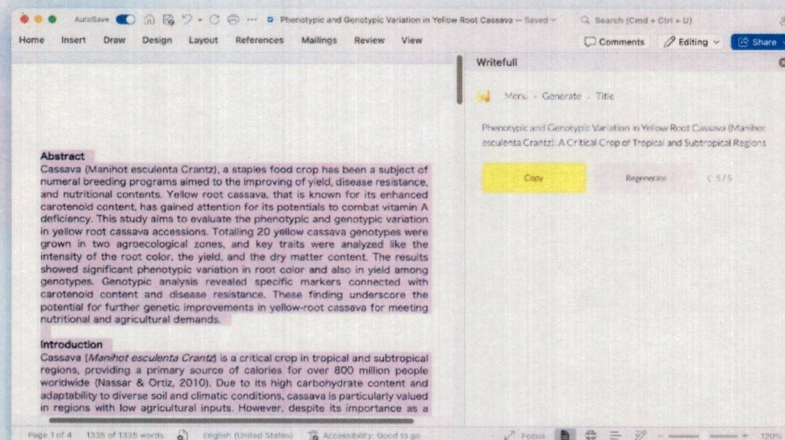 AutoSave
Phenotypic and Genotypic Variation in Yellow Root Cassava — Saved
Search (Cmd + Ctrl + U)
Home Insert Draw Design Layout References Mailings Review View
Comments Editing Share
Writefull
Menu › Generate › Title
Phenotypic and Genotypic Variation in Yellow Root Cassava (Manihot
esculenta Crantz): A Critical Crop of Tropical and Subtropical Regions
Copy Regenerate 5/5
Abstract
Cassava (Manihot esculenta Crantz), a staples food crop has been a subject of
numeral breeding programs aimed to the improving of yield, disease resistance,
and nutritional contents. Yellow root cassava, that is known for its enhanced
carotenoid content, has gained attention for its potentials to combat vitamin A
deficiency. This study aims to evaluate the phenotypic and genotypic variation
in yellow root cassava accessions. Totalling 20 yellow cassava genotypes were
grown in two agroecological zones, and key traits were analyzed like the
intensity of the root color, the yield, and the dry matter content. The results
showed significant phenotypic variation in root color and also in yield among
genotypes. Genotypic analysis revealed specific markers connected with
carotenoid content and disease resistance. These finding underscore the
potential for further genetic improvements in yellow-root cassava for meeting
nutritional and agricultural demands.
Introduction
Cassava (Manihot esculenta Crantz) is a critical crop in tropical and subtropical
regions, providing a primary source of calories for over 800 million people
worldwide (Nassar & Ortiz, 2010). Due to its high carbohydrate content and
adaptability to diverse soil and climatic conditions, cassava is particularly valued
in regions with low agricultural inputs. However, despite its importance as a
Page 1 of 4 1335 of 1335 words English (United States) Accessibility: Good to go Focus 120%